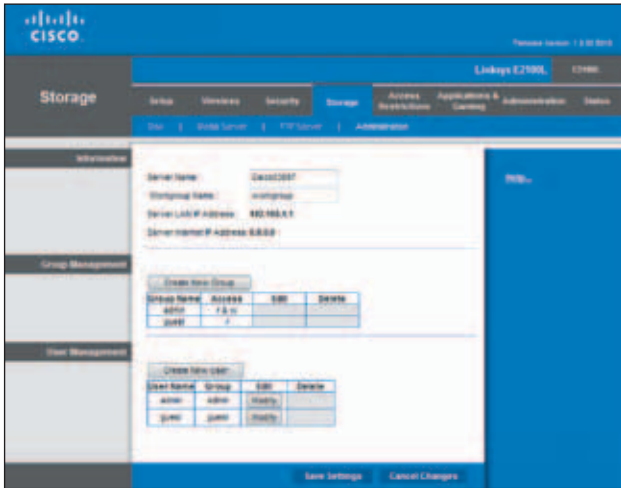 CISCO
Linksys E2100L
E2100L
Storage
Setup
Wireless
Security
Storage
Access Restrictions
Applications & Gaming
Administration
Status
Disk | Media Server | FTP Server | Administration
Information
Server Name:
Workgroup Name:
workgroup
Server LAN IP Address:
192.168.1.1
Server Internet IP Address: 0.0.0.0
Help...
Group Management
Create New Group
Group Name Access Edit Delete
admin r & w
guest r
User Management
Create New User
User Name Group Edit Delete
admin admin Modify
guest guest Modify
Save Settings
Cancel Changes